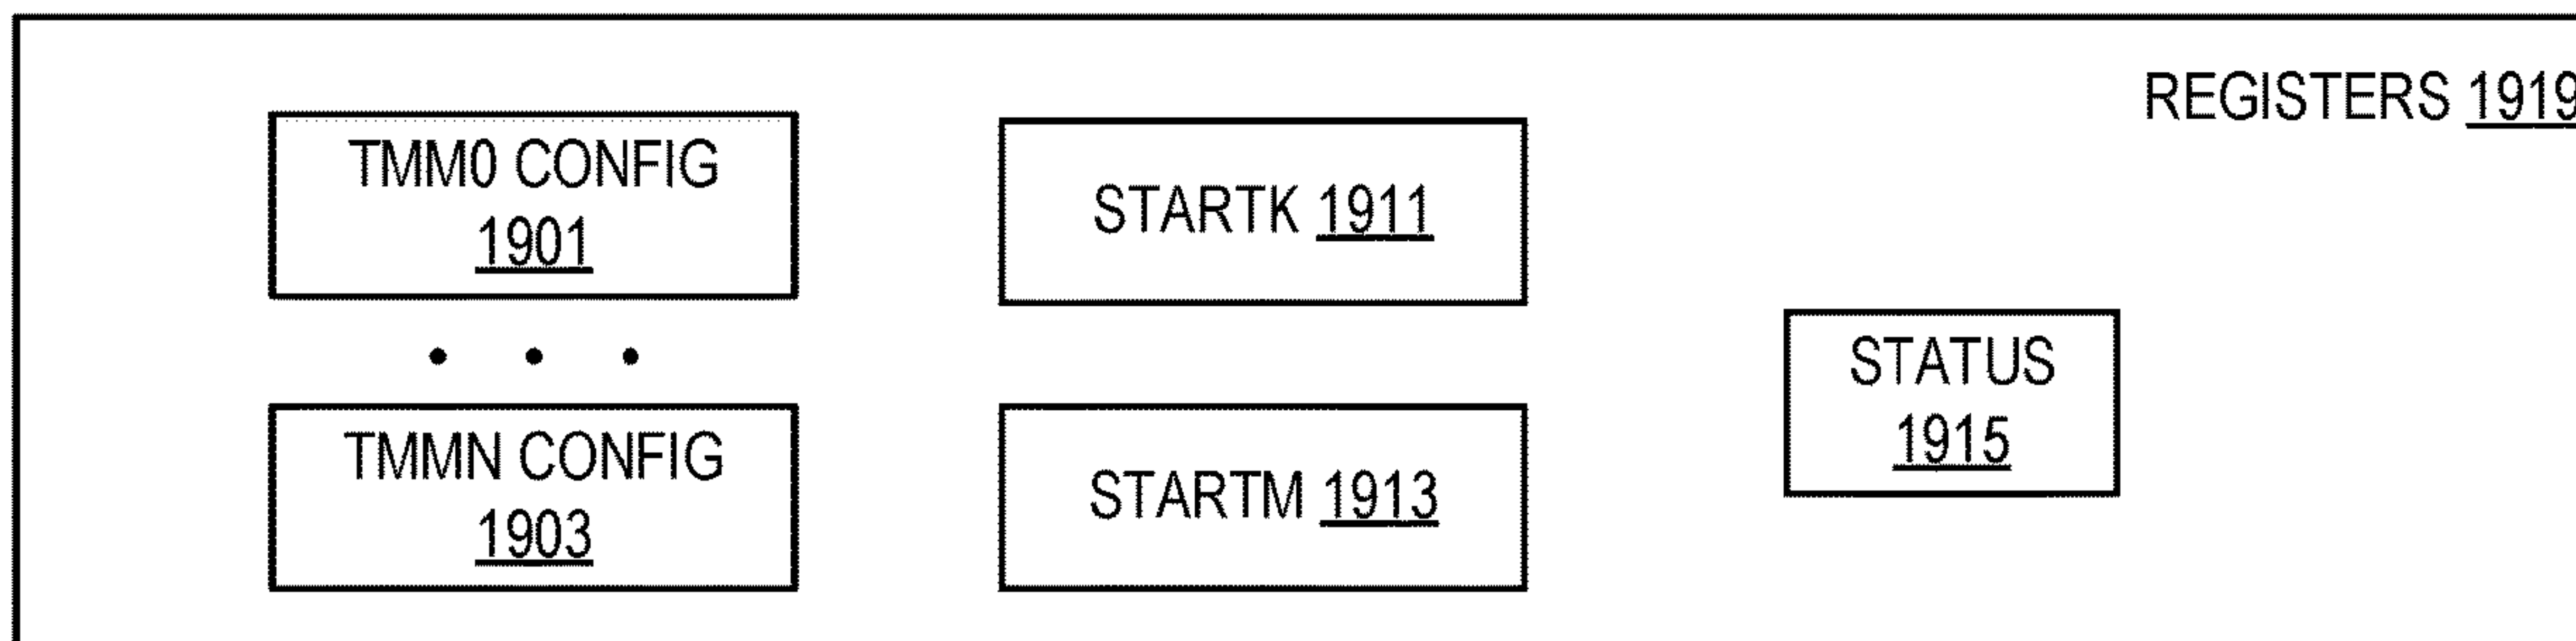 REGISTERS 1919
TMM0 CONFIG
1901
STARTK 1911
STATUS
1915
TMMN CONFIG
1903
STARTM 1913